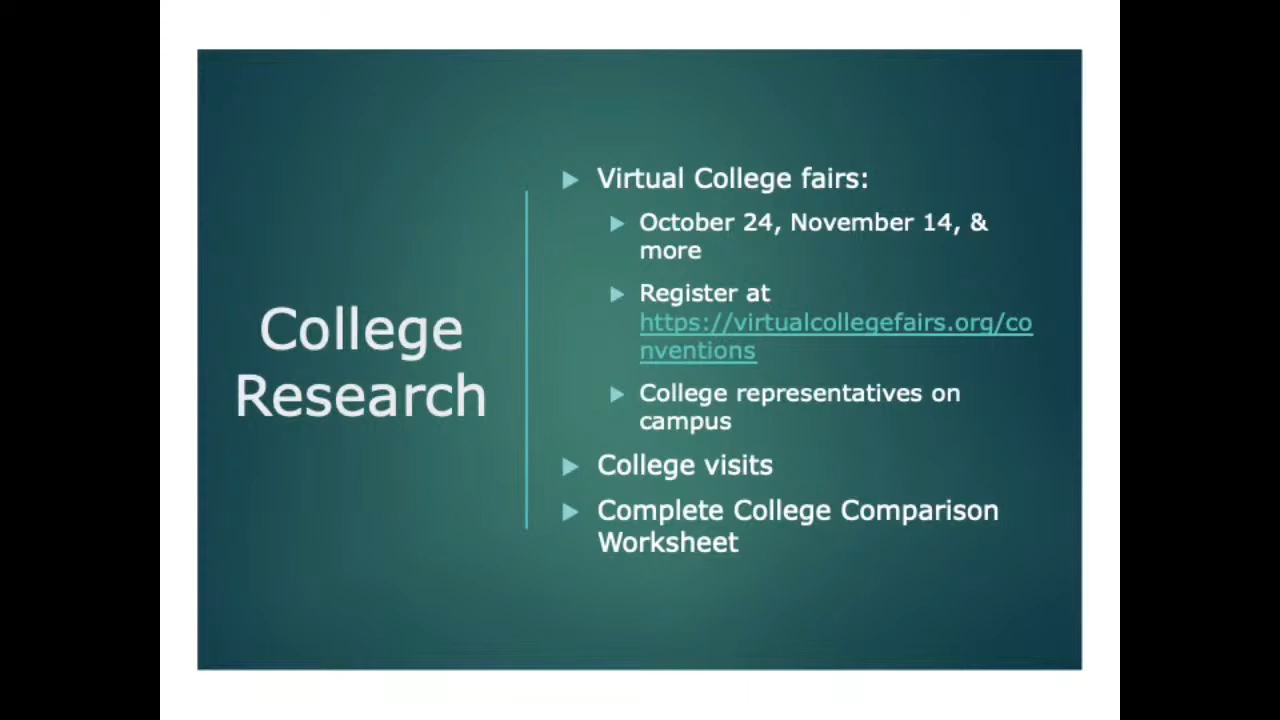 College
Research
Virtual College fairs:
October 24, November 14, &
more
Register at
https://virtualcollegefairs.org/co
nventions
College representatives on
campus
College visits
Complete College Comparison
Worksheet